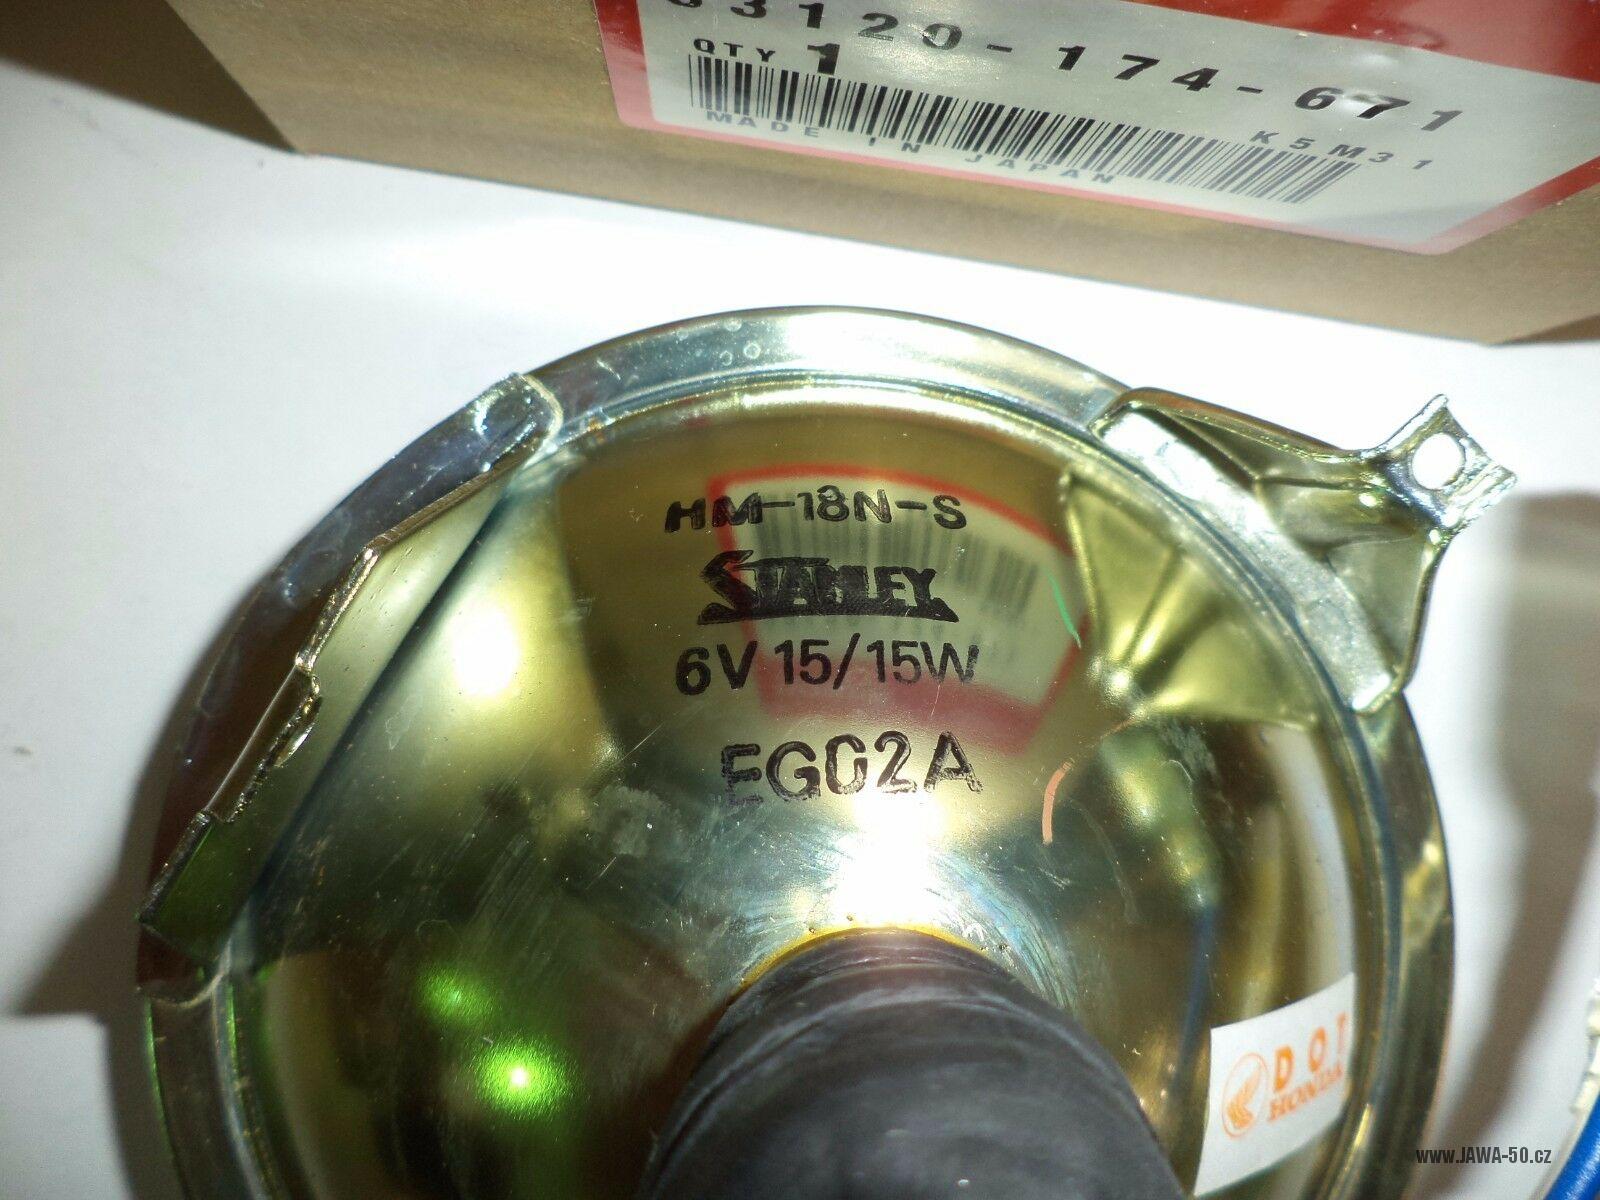 33120-174-671
QTY 1
K5M31
MADE IN JAPAN
HM-18N-S
STANLEY
6V 15/15W
EG02A
DOT
HONDA
www.JAWA-50.cz